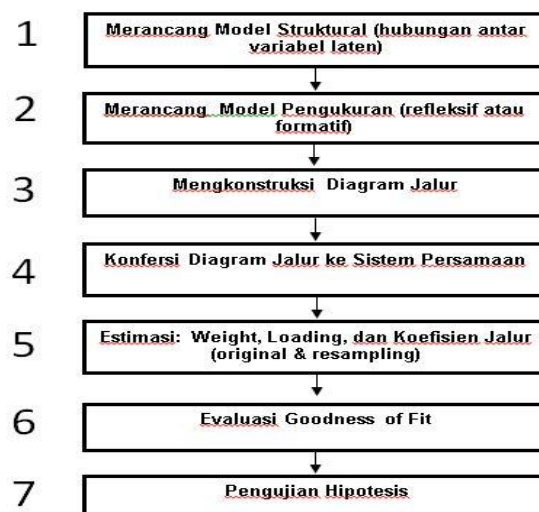 1
Merancang Model Struktural (hubungan antar
variabel laten)
2
Merancang Model Pengukuran (refleksif atau
formatif)
3
Mengkonstruksi Diagram Jalur
4
Konfersi Diagram Jalur ke Sistem Persamaan
5
Estimasi: Weight, Loading, dan Koefisien Jalur
(original & resampling)
6
Evaluasi Goodness of Fit
7
Pengujian Hipotesis